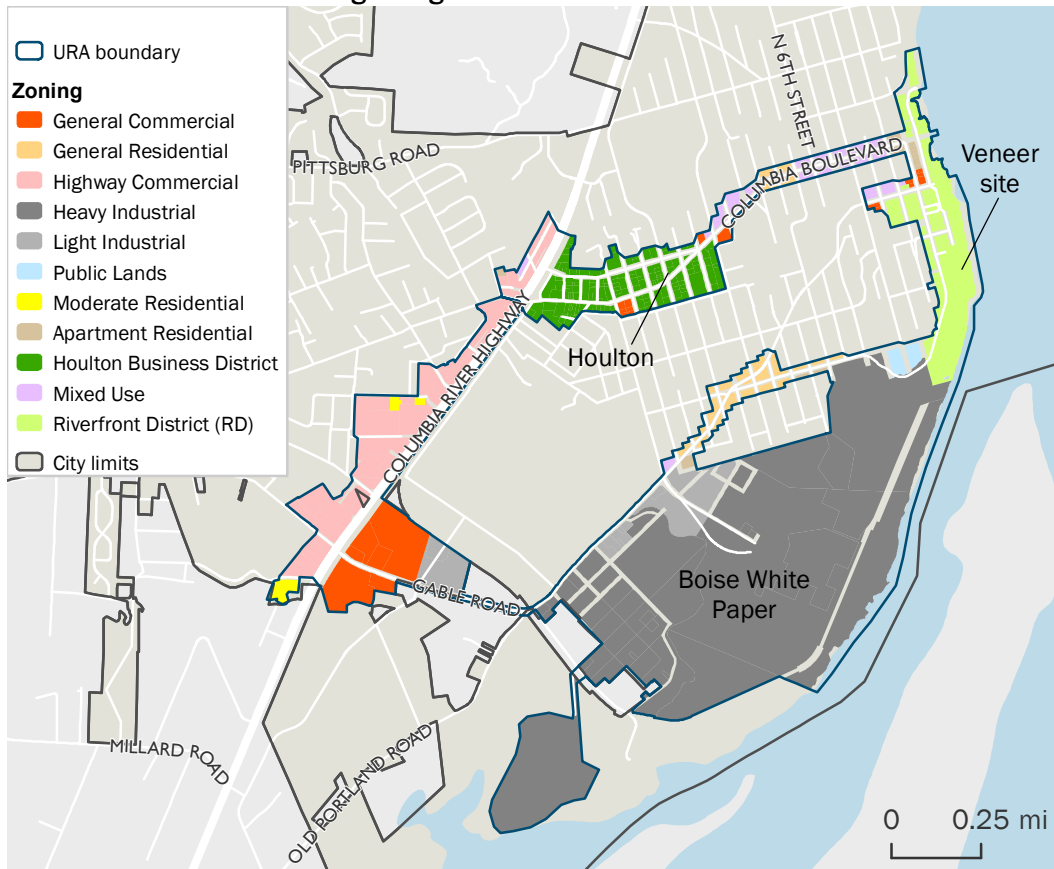 URA boundary
Zoning
General Commercial
General Residential
Highway Commercial
Heavy Industrial
Light Industrial
Public Lands
Moderate Residential
Apartment Residential
Houlton Business District
Mixed Use
Riverfront District (RD)
City limits
PITTSBURG ROAD
N 6TH STREET
COLUMBIA BOULEVARD
Veneer
site
Houlton
COLUMBIA RIVER HIGHWAY
GABLE ROAD
Boise White
Paper
MILLARD ROAD
OLD PORTLAND ROAD
0 0.25 mi